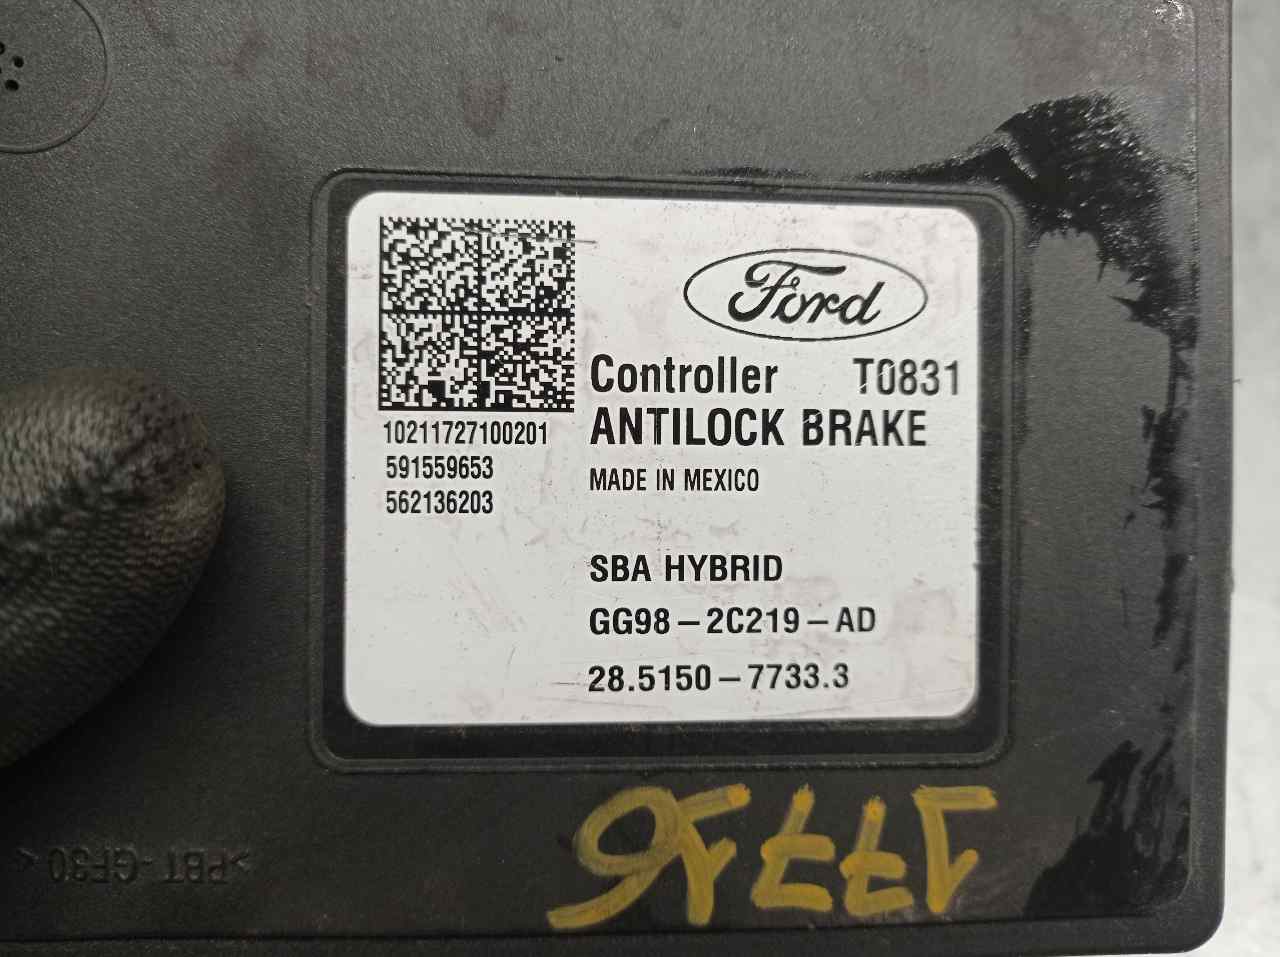 Ford
Controller T0831
ANTILOCK BRAKE
MADE IN MEXICO
10211727100201
591559653
562136203
SBA HYBRID
GG98-2C219-AD
28.5150-7733.3
>PBT-GF30<